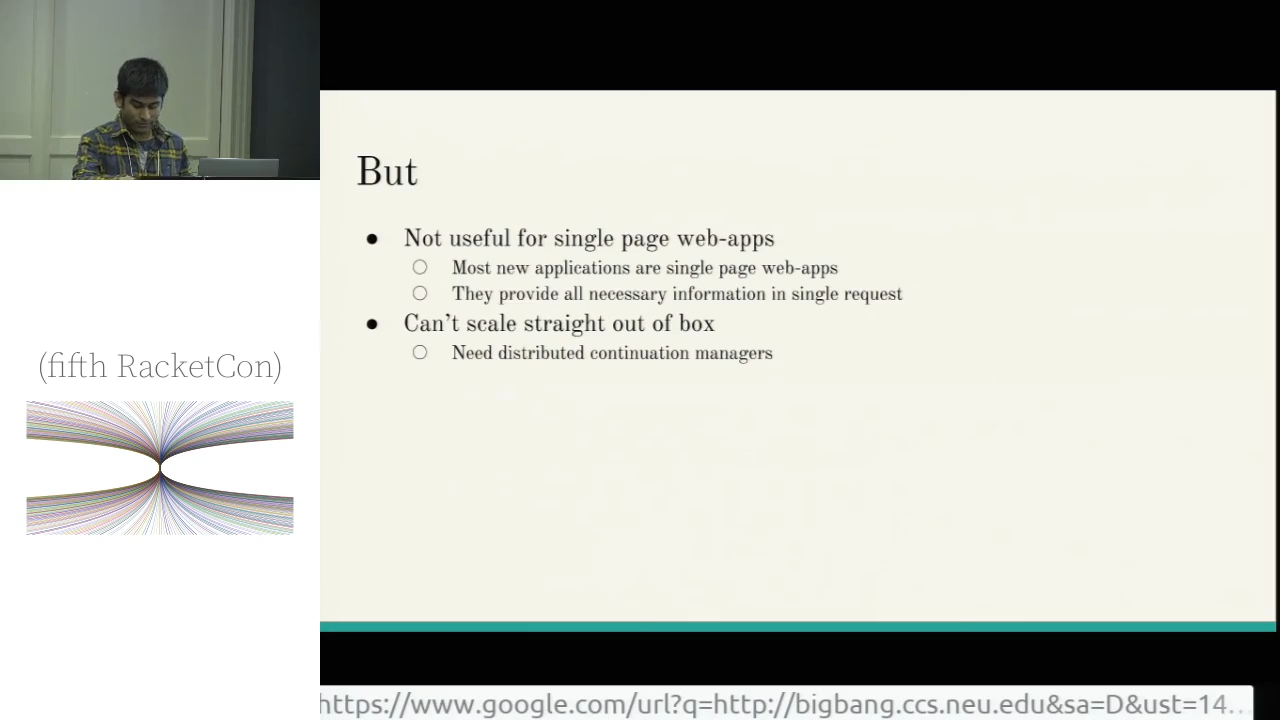 But
● Not useful for single page web-apps
○ Most new applications are single page web-apps
○ They provide all necessary information in single request
● Can't scale straight out of box
○ Need distributed continuation managers
(fifth RacketCon)
https://www.google.com/url?q=http://bigbang.ccs.neu.edu&sa=D&ust=14...